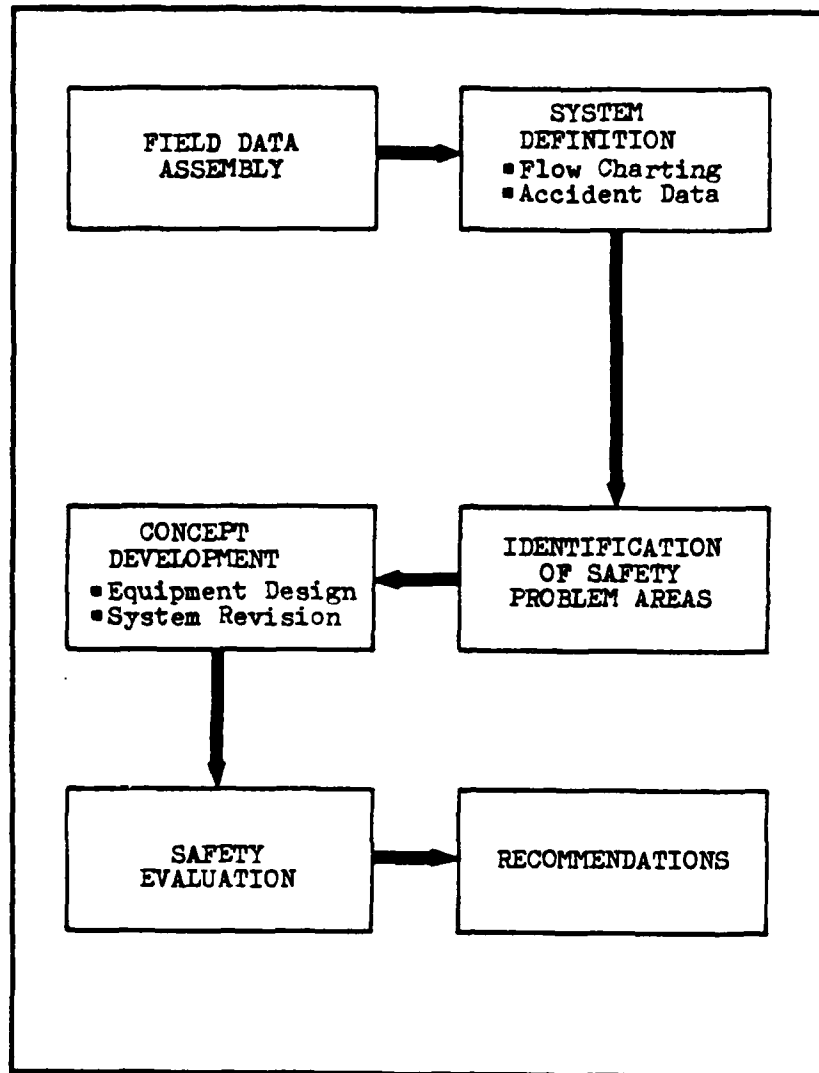 FIELD DATA
ASSEMBLY
SYSTEM
DEFINITION
▪Flow Charting
▪Accident Data
IDENTIFICATION
OF SAFETY
PROBLEM AREAS
CONCEPT
DEVELOPMENT
▪Equipment Design
▪System Revision
SAFETY
EVALUATION
RECOMMENDATIONS